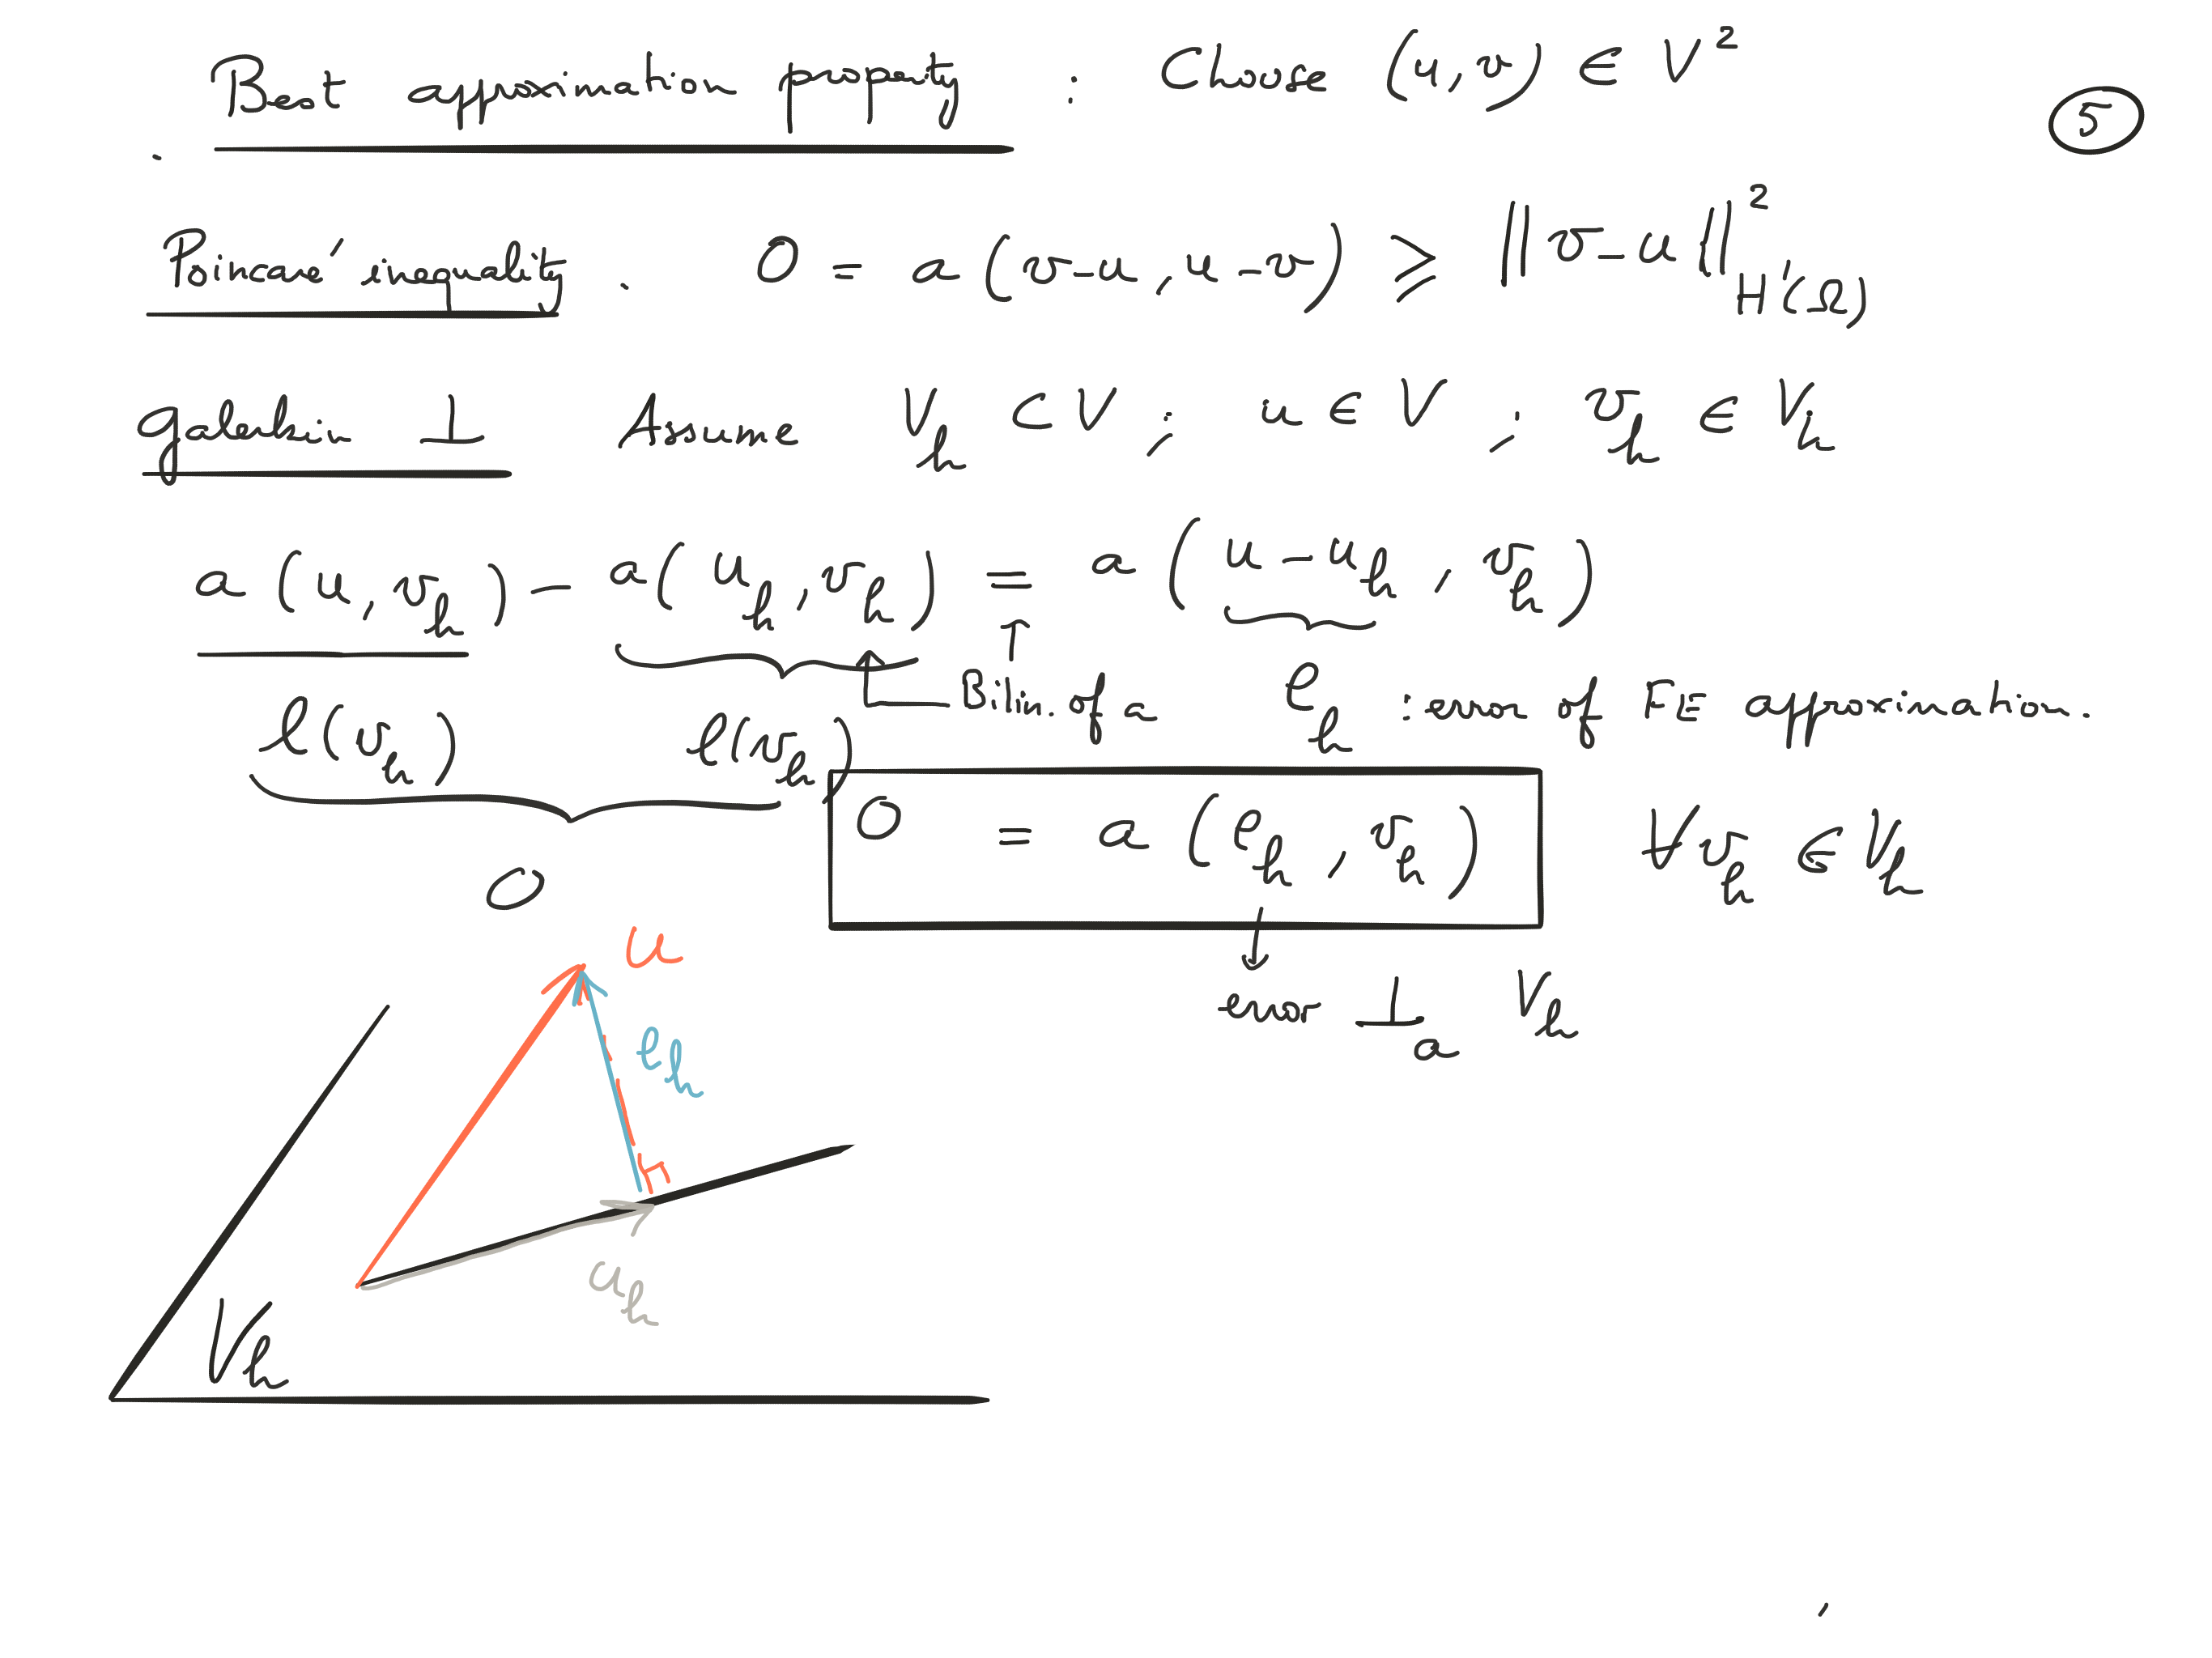 Best approximation property : Choose (u, v) ∈ V²
⑤
Poincaré inequality . 0 = a(v-u, u-v) ≥ ||v-u||²_{H¹(Ω)}
Galerkin ⊥ Assume V_h ⊂ V ; u ∈ V ; v_h ∈ V_h
a(u, v_h) - a(u_h, v_h) = a(u - u_h, v_h)
l(v_h) l(v_h) Bilin. of a e_h : error of FE approximation.
0 0 = a(e_h, v_h) ∀ v_h ∈ V_h
error ⊥_a V_h
u
e_h
u_h
V_h